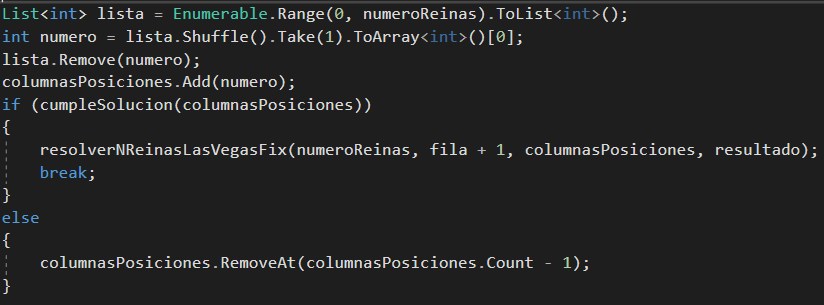 List<int> lista = Enumerable.Range(0, numeroReinas).ToList<int>();
int numero = lista.Shuffle().Take(1).ToArray<int>()[0];
lista.Remove(numero);
columnasPosiciones.Add(numero);
if (cumpleSolucion(columnasPosiciones))
{
    resolverNReinasLasVegasFix(numeroReinas, fila + 1, columnasPosiciones, resultado);
    break;
}
else
{
    columnasPosiciones.RemoveAt(columnasPosiciones.Count - 1);
}